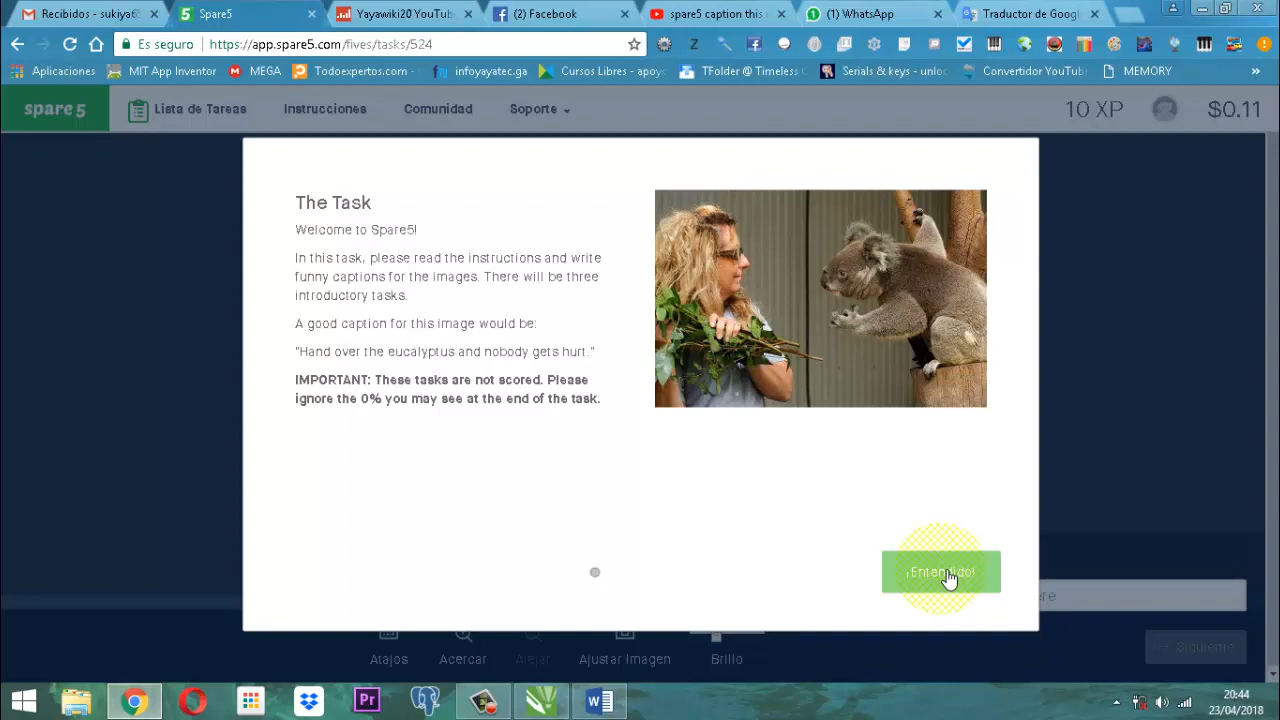 Recibidos - sukiya6
Spare5
Yayawiki20 YouTub
(2) Facebook
spare5 caption this
(1) WhatsApp
Traductor de Googl
Es seguro
https://app.spare5.com/fives/tasks/524
Aplicaciones
MIT App Inventor
MEGA
Todoexpertos.com -
infoyayatec.ga
Cursos Libres - apoy
TFolder @ Timeless
Serials & keys - unlo
Convertidor YouTu
MEMORY
»
spare5
Lista de Tareas
Instrucciones
Comunidad
Soporte
10 XP
$0.11
The Task
Welcome to Spare5!
In this task, please read the instructions and write
funny captions for the images. There will be three
introductory tasks.
A good caption for this image would be:
"Hand over the eucalyptus and nobody gets hurt."
IMPORTANT: These tasks are not scored. Please
ignore the 0% you may see at the end of the task.
¡Entendido!
ere
Siguiente
Atajos
Acercar
Alejar
Ajustar Imagen
Brillo
Pr
20:44
23/04/2018